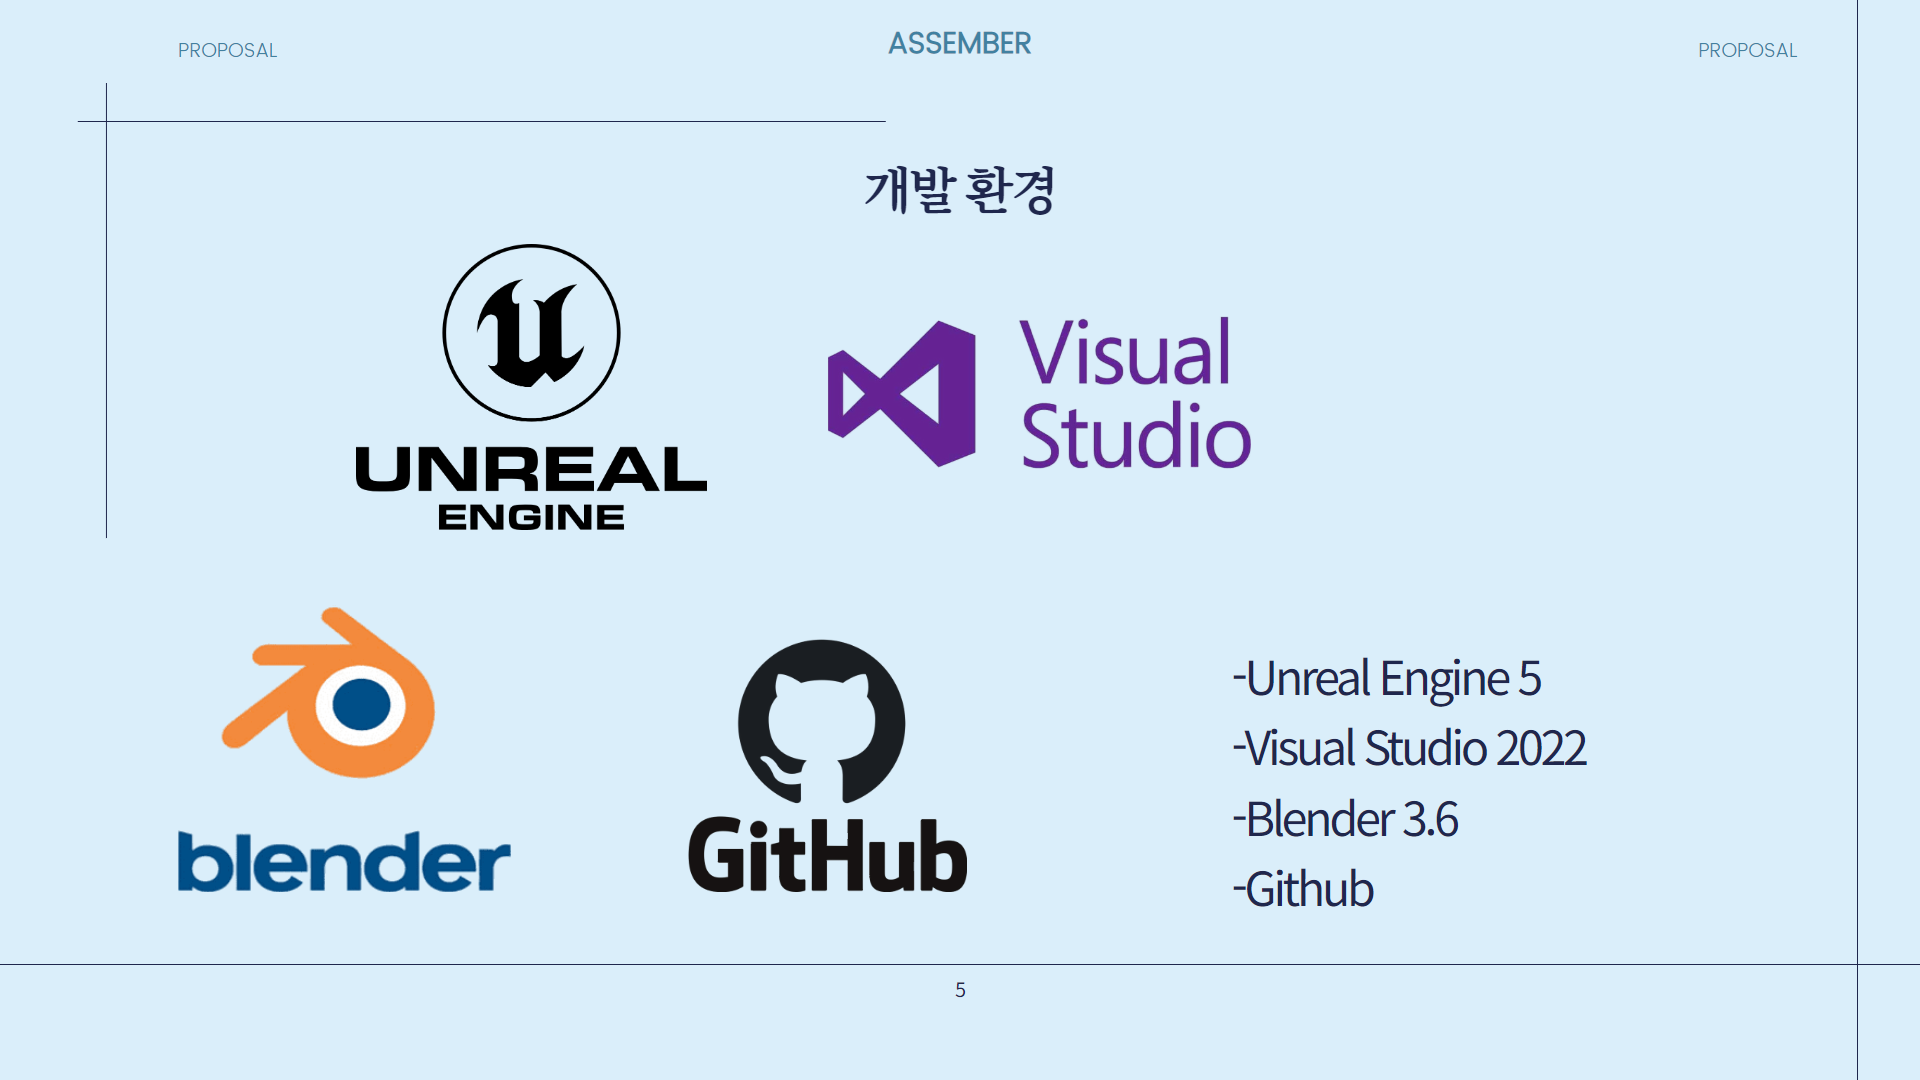 PROPOSAL
ASSEMBER
PROPOSAL
개발 환경
UNREAL
ENGINE
Visual
Studio
blender
GitHub
-Unreal Engine 5
-Visual Studio 2022
-Blender 3.6
-Github
5